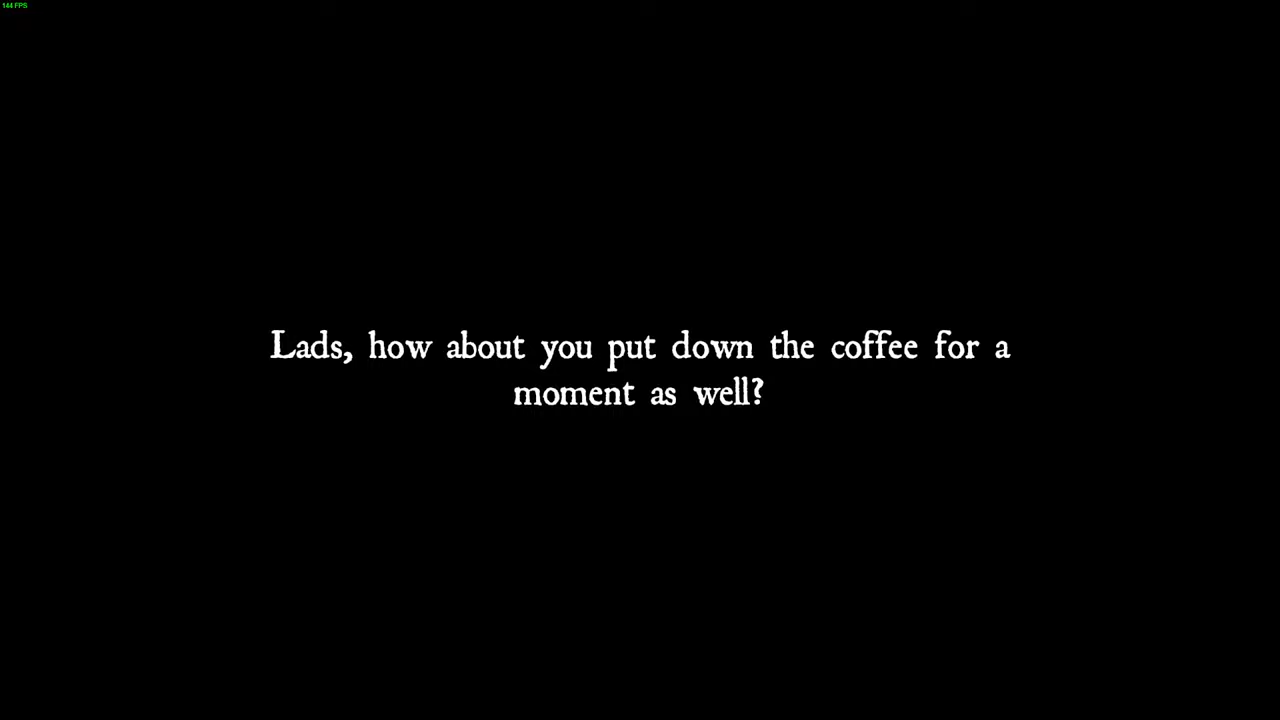 144 FPS
Lads, how about you put down the coffee for a
moment as well?